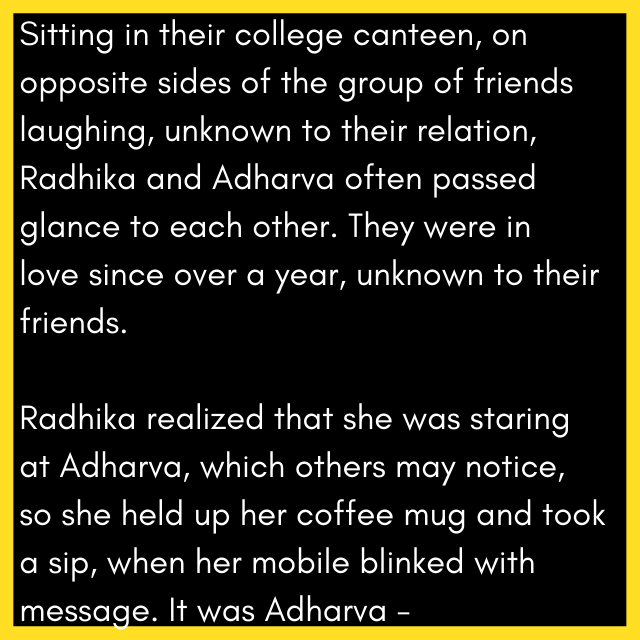 Sitting in their college canteen, on
opposite sides of the group of friends
laughing, unknown to their relation,
Radhika and Adharva often passed
glance to each other. They were in
love since over a year, unknown to their
friends.
Radhika realized that she was staring
at Adharva, which others may notice,
so she held up her coffee mug and took
a sip, when her mobile blinked with
message. It was Adharva -